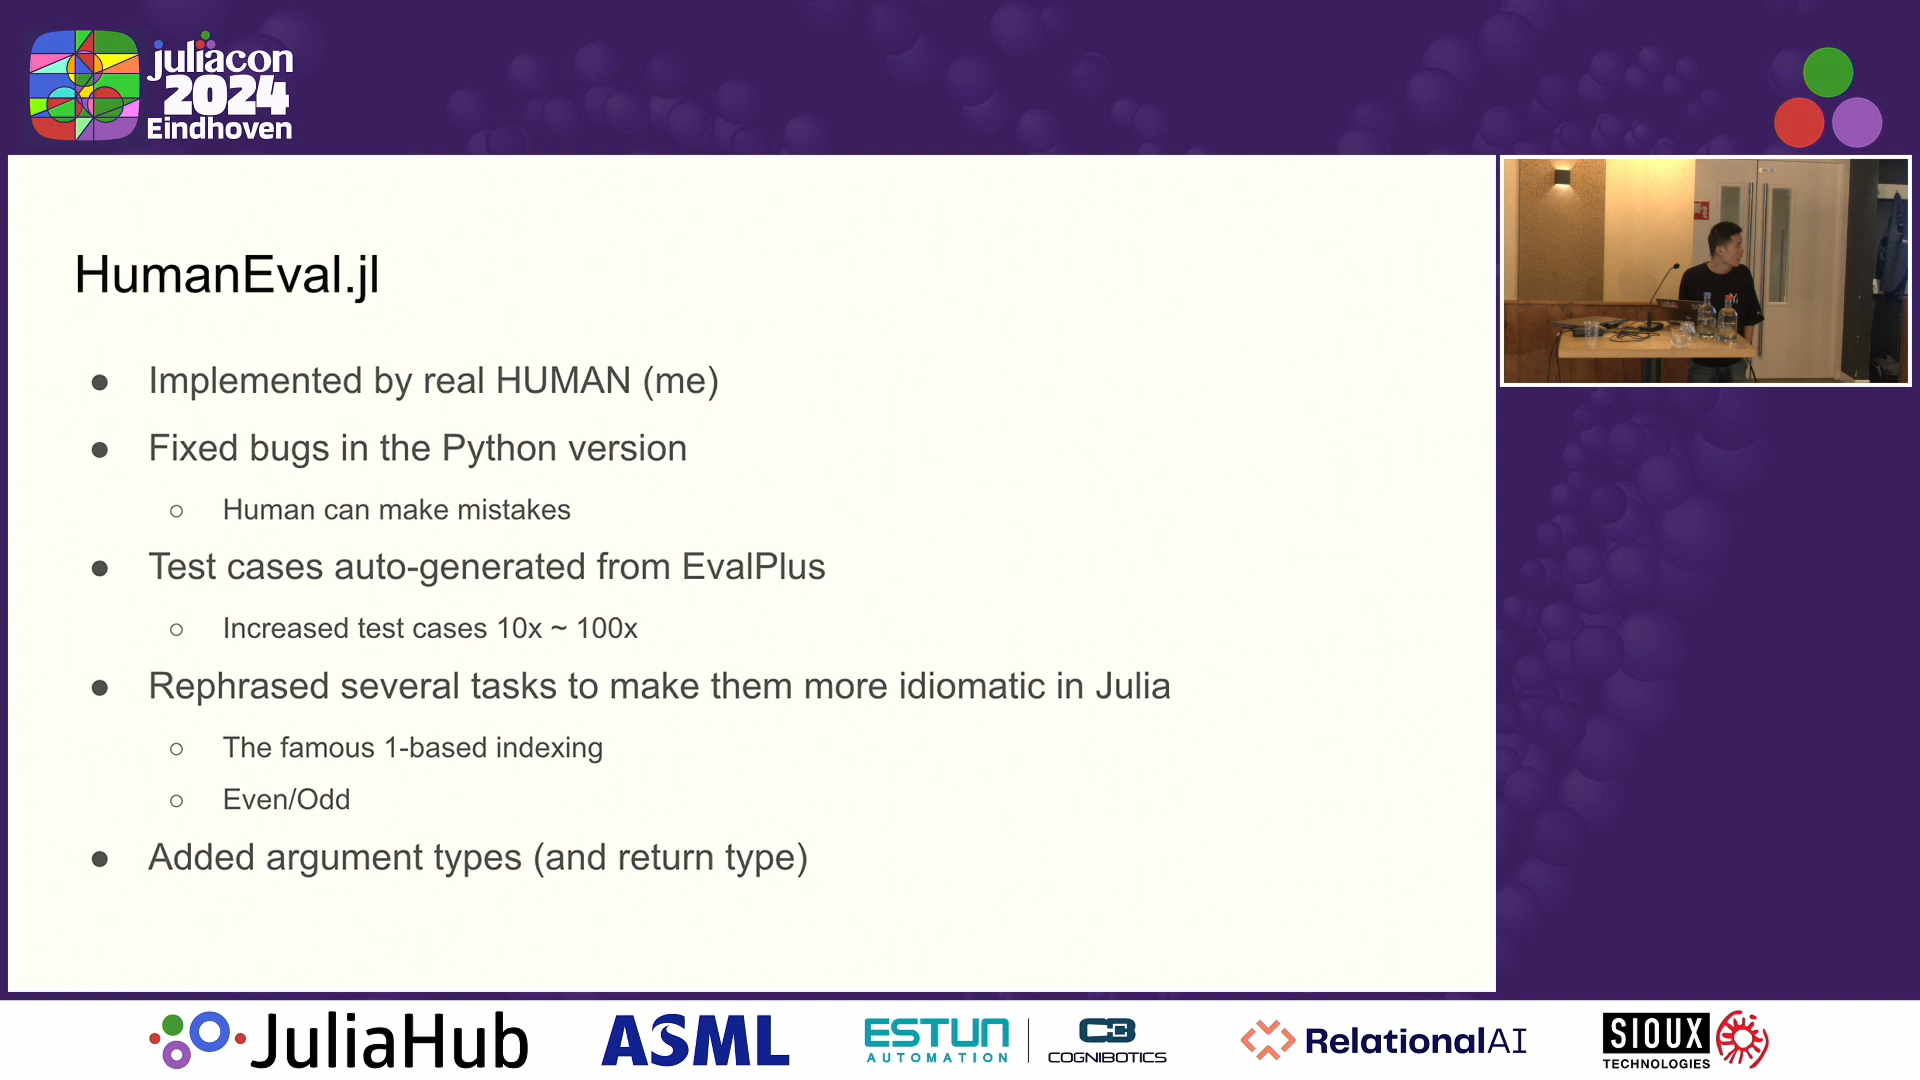 juliacon
2024
Eindhoven
HumanEval.jl
● Implemented by real HUMAN (me)
● Fixed bugs in the Python version
○ Human can make mistakes
● Test cases auto-generated from EvalPlus
○ Increased test cases 10x ~ 100x
● Rephrased several tasks to make them more idiomatic in Julia
○ The famous 1-based indexing
○ Even/Odd
● Added argument types (and return type)
JuliaHub
ASML
ESTUN
AUTOMATION
COGNIBOTICS
RelationalAI
SIOUX
TECHNOLOGIES